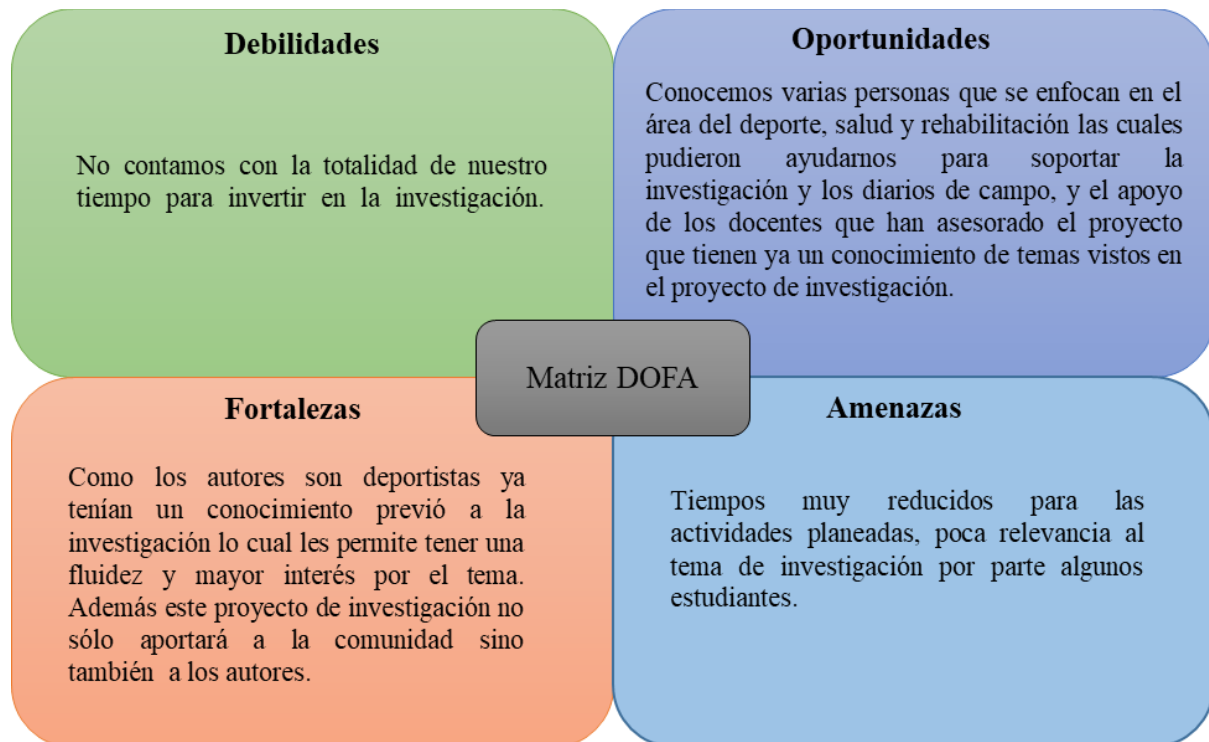 Debilidades
No contamos con la totalidad de nuestro
tiempo para invertir en la investigación.
Oportunidades
Conocemos varias personas que se enfocan en el
área del deporte, salud y rehabilitación las cuales
pudieron ayudarnos para soportar la
investigación y los diarios de campo, y el apoyo
de los docentes que han asesorado el proyecto
que tienen ya un conocimiento de temas vistos en
el proyecto de investigación.
Matriz DOFA
Fortalezas
Como los autores son deportistas ya
tenían un conocimiento previó a la
investigación lo cual les permite tener una
fluidez y mayor interés por el tema.
Además este proyecto de investigación no
sólo aportará a la comunidad sino
también a los autores.
Amenazas
Tiempos muy reducidos para las
actividades planeadas, poca relevancia al
tema de investigación por parte algunos
estudiantes.